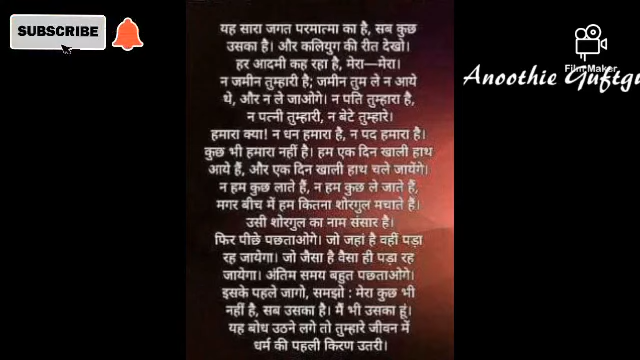 SUBSCRIBE
Film Maker
Anoothie Guftgu
यह सारा जगत परमात्मा का है, सब कुछ
उसका है। और कलियुग की रीत देखो।
हर आदमी कह रहा है, मेरा—मेरा।
न जमीन तुम्हारी है; जमीन तुम ले न आये
थे, और न ले जाओगे। न पति तुम्हारा है,
न पत्नी तुम्हारी, न बेटे तुम्हारे।
हमारा क्या! न धन हमारा है, न पद हमारा है।
कुछ भी हमारा नहीं है। हम एक दिन खाली हाथ
आये हैं, और एक दिन खाली हाथ चले जायेंगे।
न हम कुछ लाते हैं, न हम कुछ ले जाते हैं,
मगर बीच में हम कितना शोरगुल मचाते हैं।
उसी शोरगुल का नाम संसार है।
फिर पीछे पछताओगे। जो जहां है वहीं पड़ा
रह जायेगा। जो जैसा है वैसा ही पड़ा रह
जायेगा। अंतिम समय बहुत पछताओगे।
इसके पहले जागो, समझो : मेरा कुछ भी
नहीं है, सब उसका है। मैं भी उसका हूं।
यह बोध उठने लगे तो तुम्हारे जीवन में
धर्म की पहली किरण उतरी।